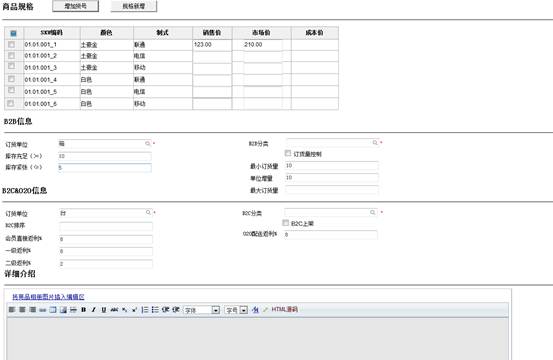 商品规格 增加货号 规格新增
SKU编码 颜色 制式 销售价 市场价 成本价
01.01.001_1 土豪金 联通 123.00 210.00
01.01.001_2 土豪金 电信
01.01.001_3 土豪金 移动
01.01.001_4 白色 联通
01.01.001_5 白色 电信
01.01.001_6 白色 移动
B2B信息
订货单位 箱 * B2B分类 *
库存充足（>=） 10 订货量控制
库存紧张（<=） 5 最小订货量 10
单位增量 10
最大订货量
B2C&O2O信息
订货单位 台 * B2C分类 *
B2C排序 B2C上架
会员直接返利% 8 O2O配送返利% 8
一级返利% 8
二级返利% 2
详细介绍
将商品相册图片插入编辑区
B I U ABC 字体 字号 HTML源码